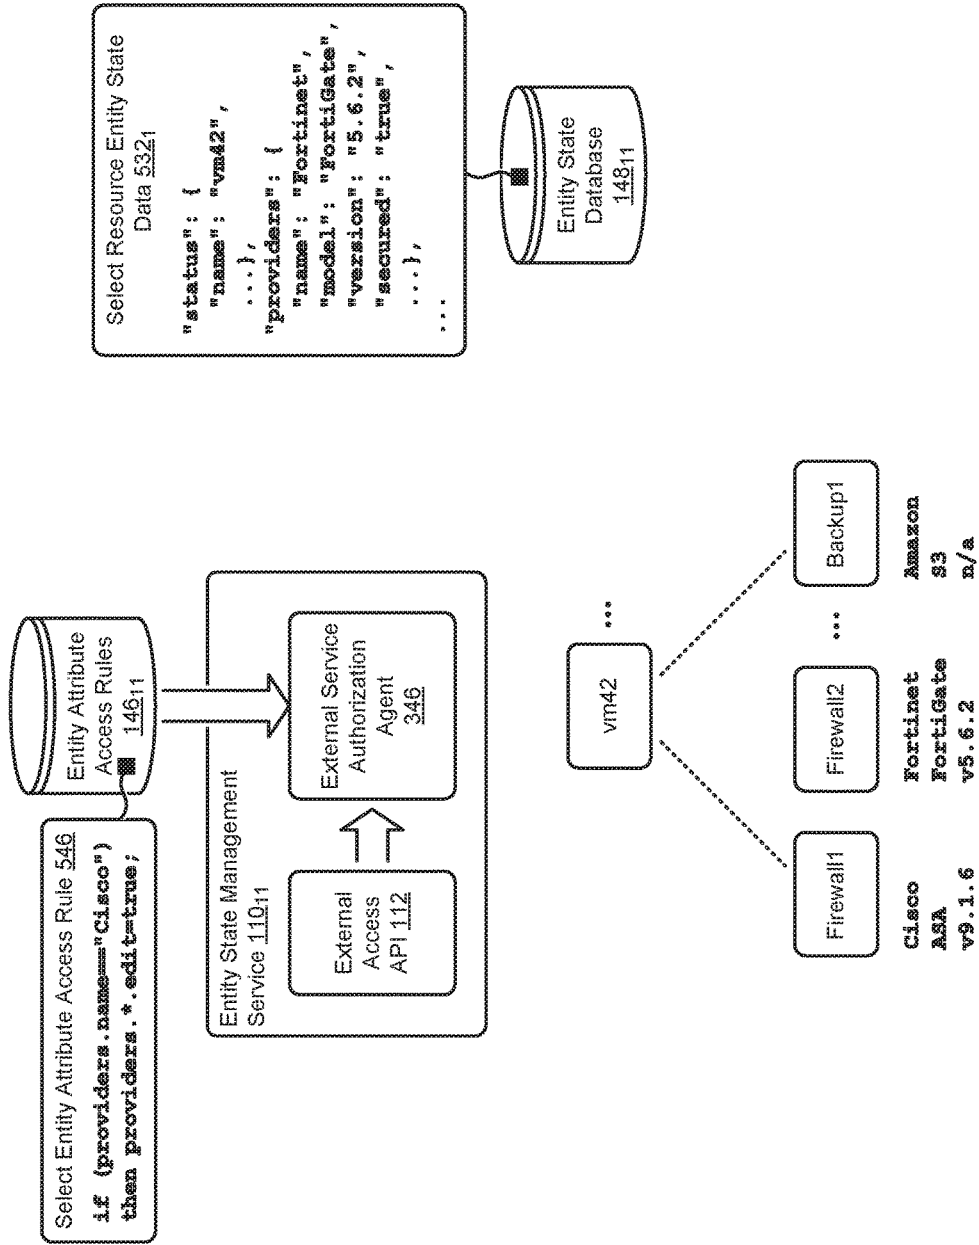 Select Entity Attribute Access Rule 546
if (providers.name=="Cisco")
then providers.*.edit=true;
Entity Attribute
Access Rules
146₁₁
Entity State Management
Service 110₁₁
External
Access
API 112
External Service
Authorization
Agent
346
vm42
...
Firewall1
Firewall2
...
Backup1
Cisco
ASA
v9.1.6
Fortinet
FortiGate
v5.6.2
Amazon
S3
n/a
Select Resource Entity State
Data 532₁
"status": {
"name": "vm42",
...},
"providers": {
"name": "Fortinet",
"model": "FortiGate",
"version": "5.6.2",
"secured": "true",
...},
...
Entity State
Database
148₁₁